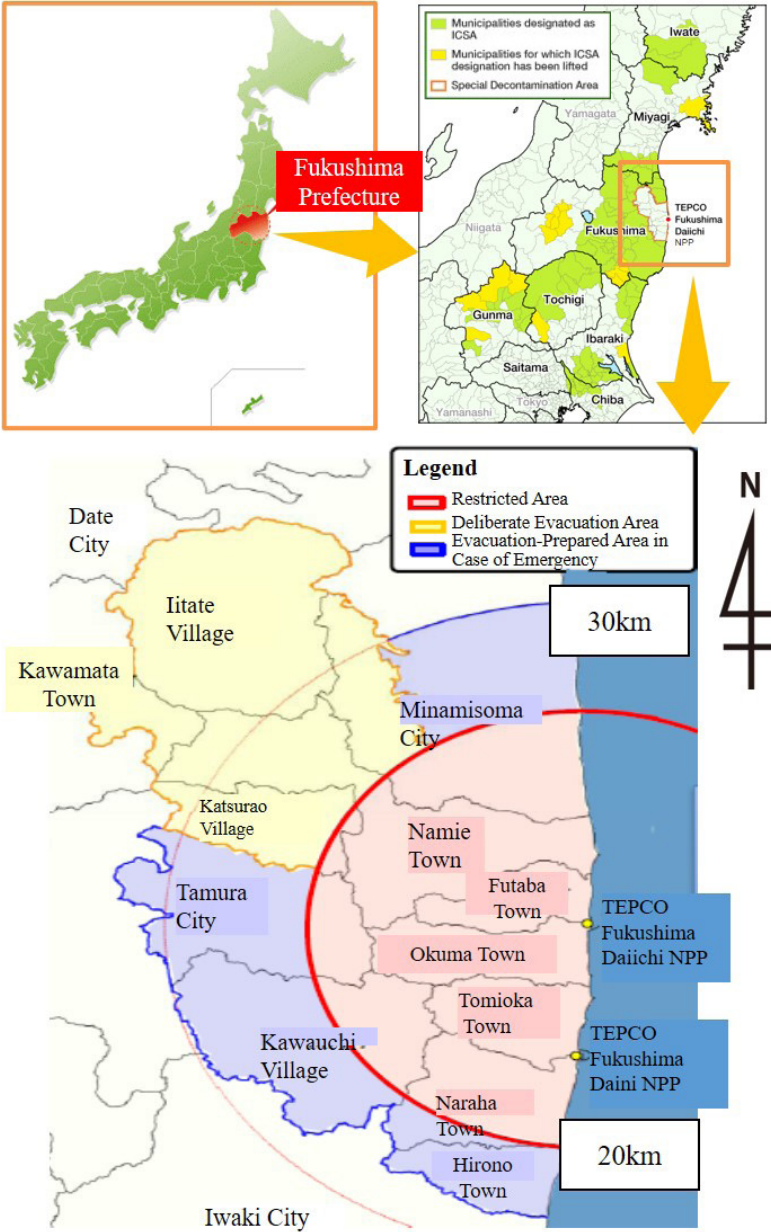 Fukushima
Prefecture
Municipalities designated as
ICSA
Municipalities for which ICSA
designation has been lifted
Special Decontamination Area
Iwate
Yamagata
Miyagi
Niigata
Fukushima
TEPCO
Fukushima
Daiichi
NPP
Gunma
Tochigi
Ibaraki
Saitama
Tokyo
Yamanashi
Chiba
Legend
Restricted Area
Deliberate Evacuation Area
Evacuation-Prepared Area in
Case of Emergency
N
Date
City
Iitate
Village
30km
Kawamata
Town
Minamisoma
City
Katsurao
Village
Namie
Town
Tamura
City
Futaba
Town
TEPCO
Fukushima
Daiichi NPP
Okuma Town
Tomioka
Town
Kawauchi
Village
TEPCO
Fukushima
Daini NPP
Naraha
Town
20km
Hirono
Town
Iwaki City